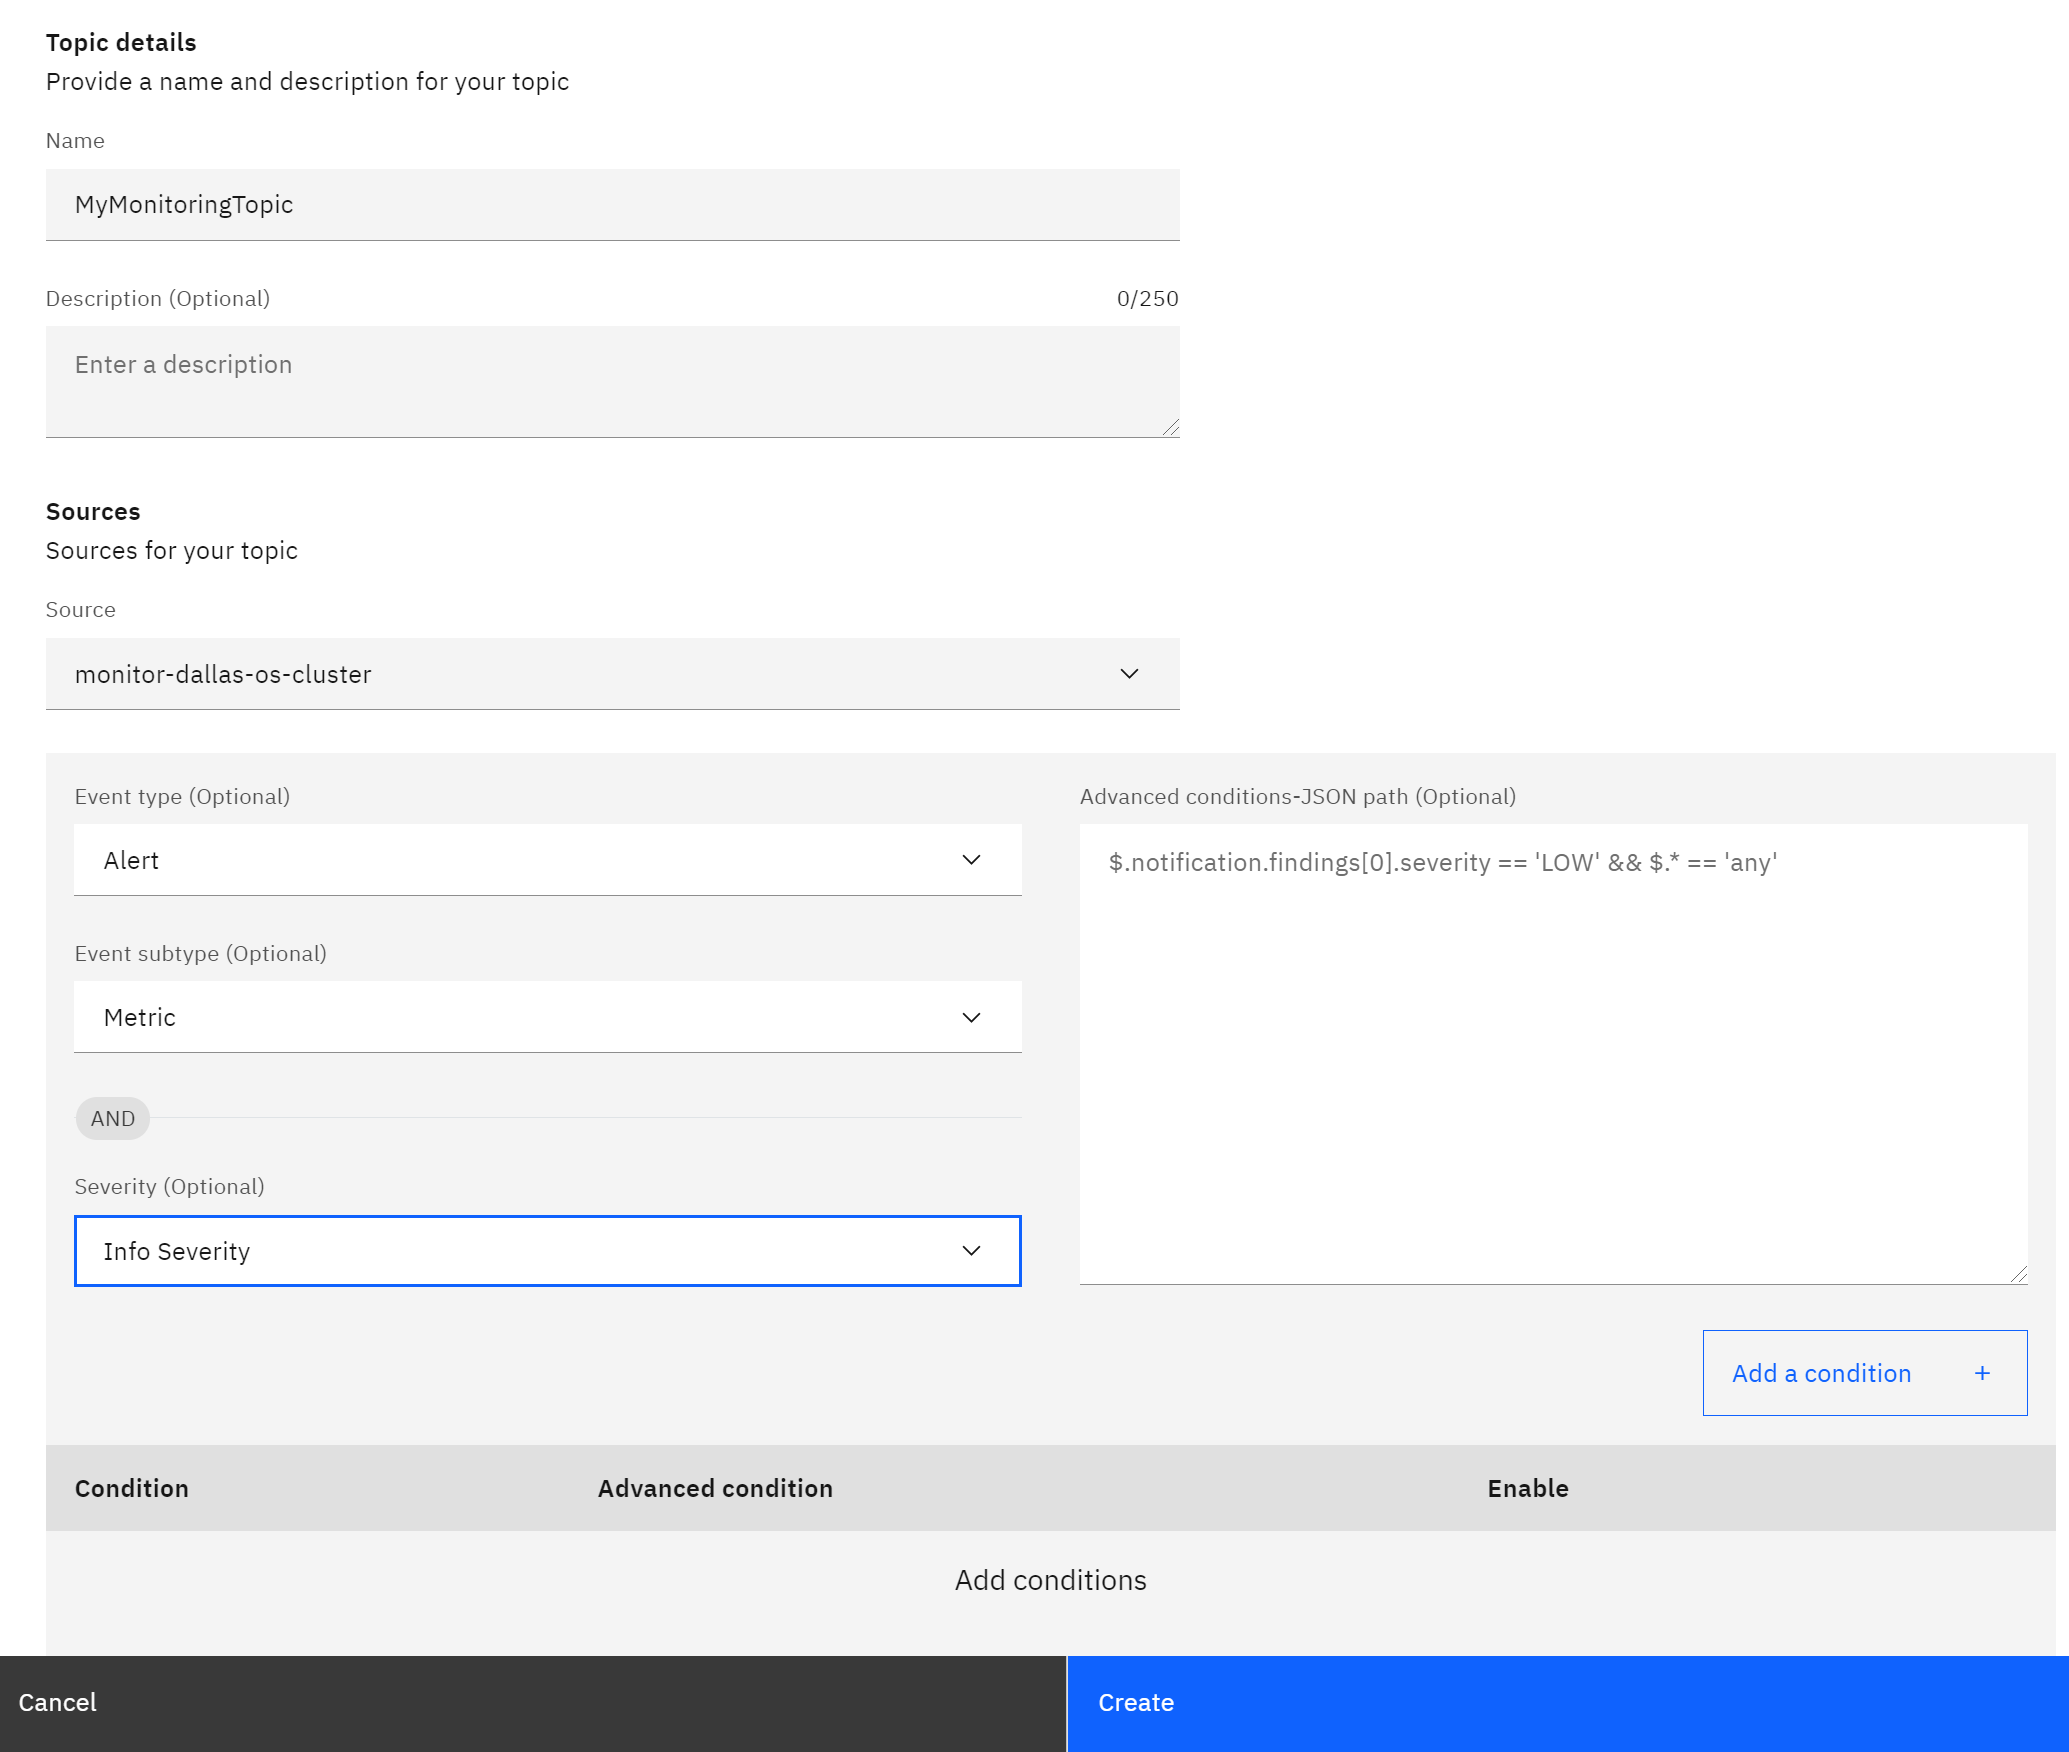 Topic details
Provide a name and description for your topic
Name
MyMonitoringTopic
Description (Optional) 0/250
Enter a description
Sources
Sources for your topic
Source
monitor-dallas-os-cluster
Event type (Optional)
Alert
Event subtype (Optional)
Metric
AND
Severity (Optional)
Info Severity
Advanced conditions-JSON path (Optional)
$.notification.findings[0].severity == 'LOW' && $.* == 'any'
Add a condition +
Condition Advanced condition Enable
Add conditions
Cancel Create